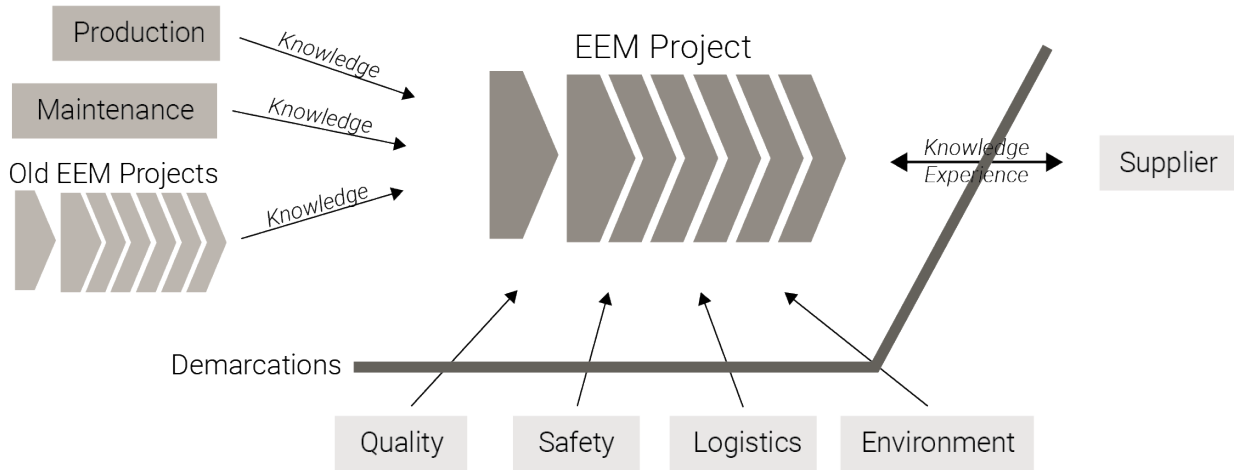 Production
Knowledge
EEM Project
Maintenance
Knowledge
Old EEM Projects
Knowledge
Knowledge
Experience
Supplier
Demarcations
Quality
Safety
Logistics
Environment